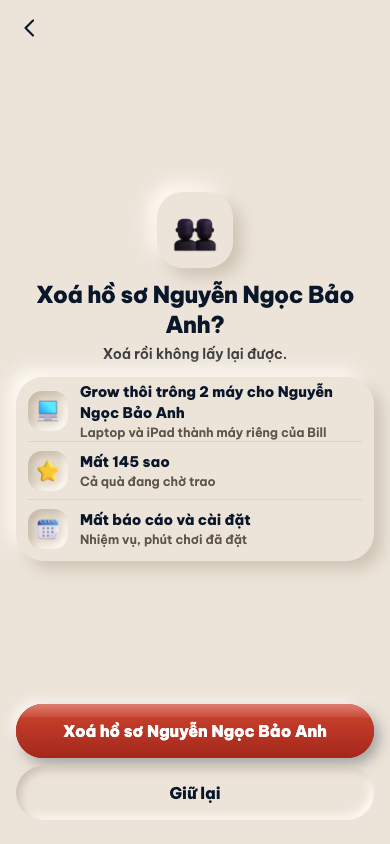 Xoá hồ sơ Nguyễn Ngọc Bảo
Anh?
Xoá rồi không lấy lại được.
Grow thôi trông 2 máy cho Nguyễn
Ngọc Bảo Anh
Laptop và iPad thành máy riêng của Bill
Mất 145 sao
Cả quà đang chờ trao
Mất báo cáo và cài đặt
Nhiệm vụ, phút chơi đã đặt
Xoá hồ sơ Nguyễn Ngọc Bảo Anh
Giữ lại